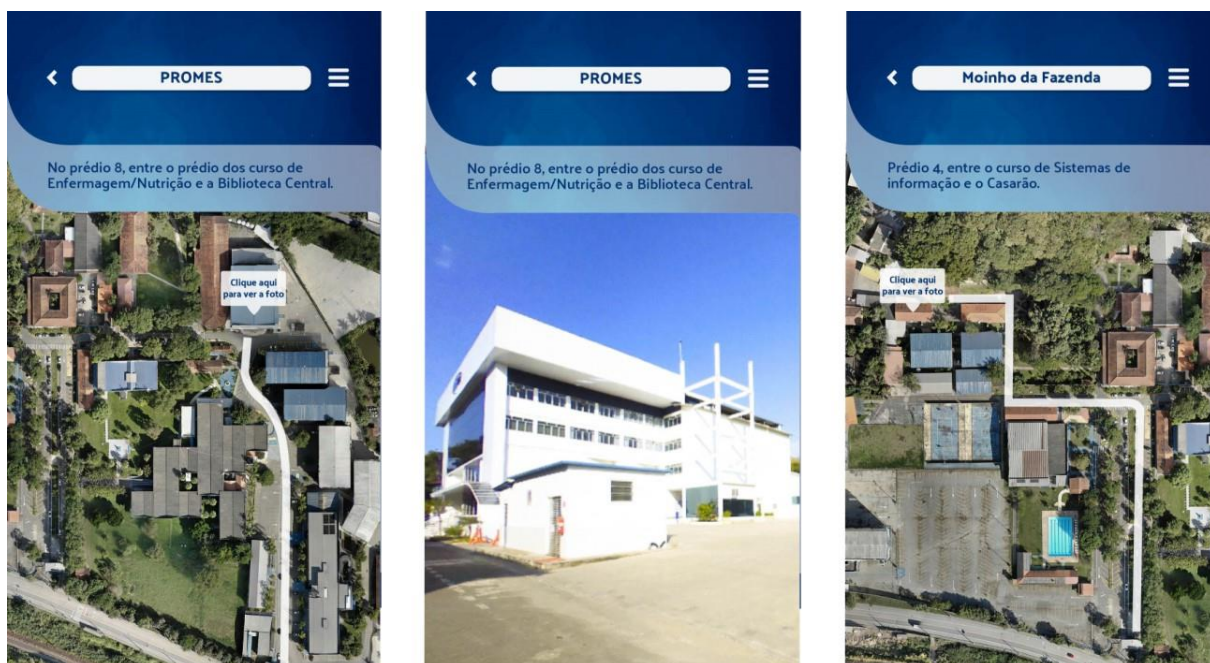 PROMES
No prédio 8, entre o prédio dos curso de
Enfermagem/Nutrição e a Biblioteca Central.
Clique aqui
para ver a foto
PROMES
No prédio 8, entre o prédio dos curso de
Enfermagem/Nutrição e a Biblioteca Central.
Moinho da Fazenda
Prédio 4, entre o curso de Sistemas de
informação e o Casarão.
Clique aqui
para ver a foto